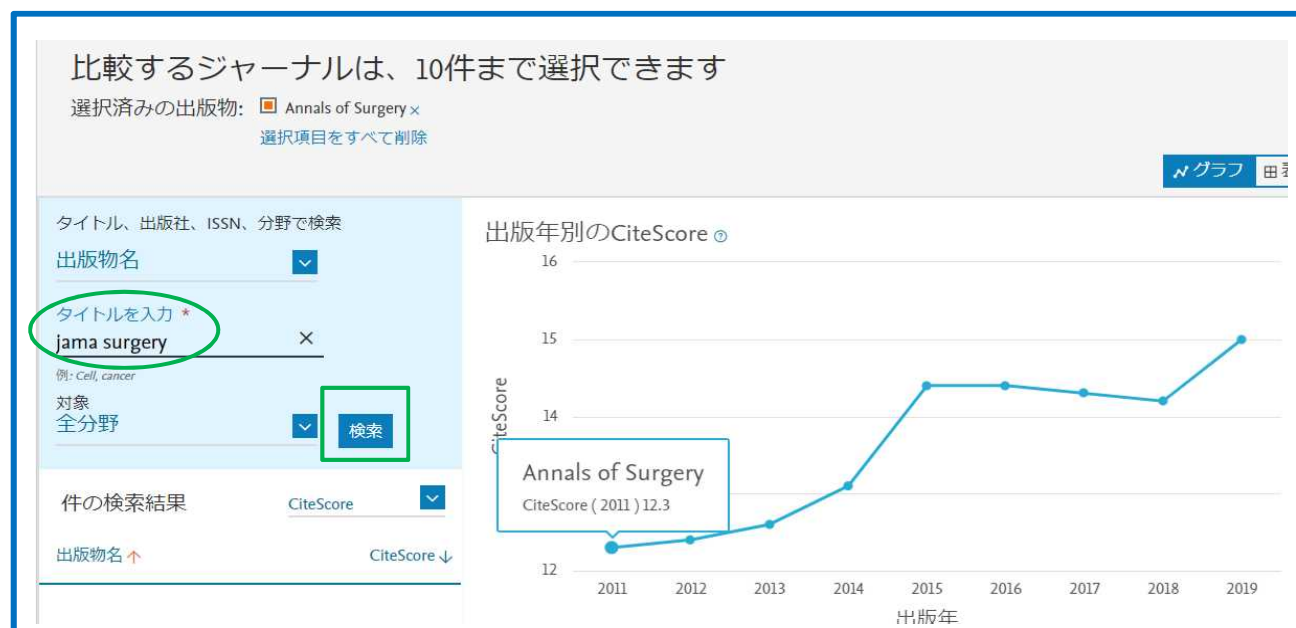 比較するジャーナルは、10件まで選択できます
選択済みの出版物: Annals of Surgery ×
選択項目をすべて削除
グラフ
タイトル、出版社、ISSN、分野で検索
出版物名
タイトルを入力 *
jama surgery ×
例: Cell, cancer
対象
全分野
検索
件の検索結果 CiteScore
出版物名↑ CiteScore↓
出版年別のCiteScore
16
15
14
12
CiteScore
Annals of Surgery
CiteScore ( 2011 ) 12.3
2011 2012 2013 2014 2015 2016 2017 2018 2019
出版年